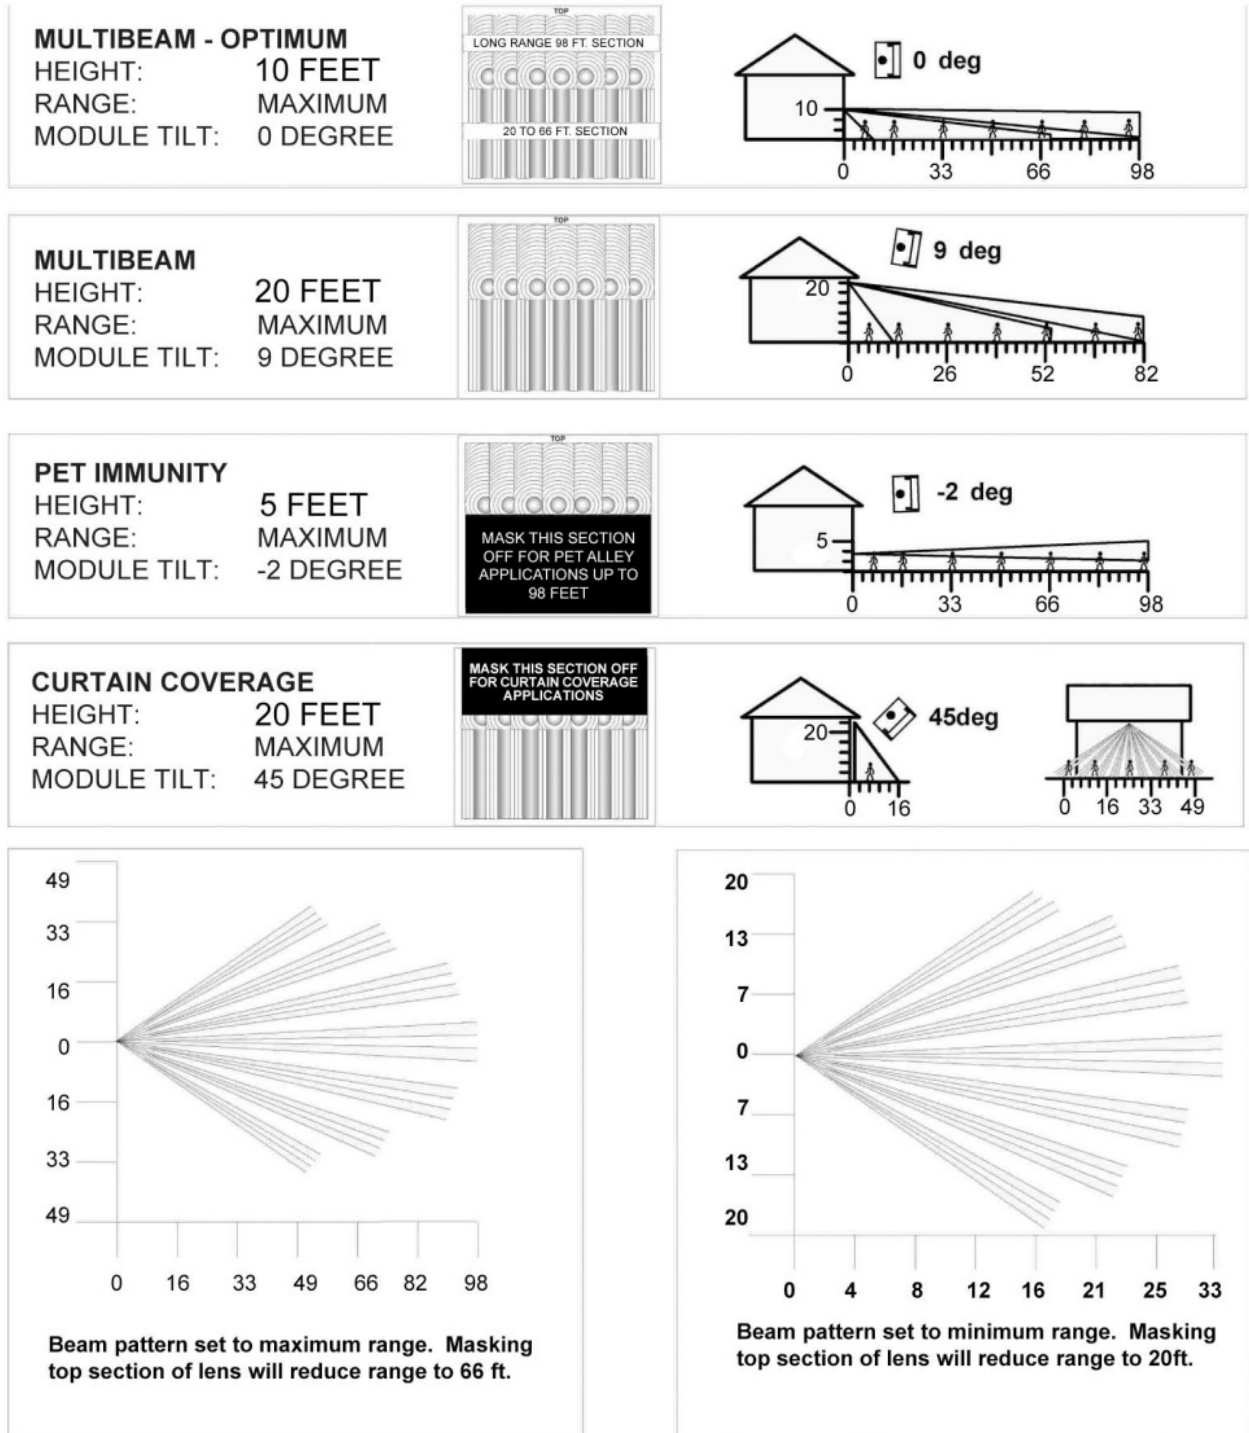 MULTIBEAM - OPTIMUM
HEIGHT: 10 FEET
RANGE: MAXIMUM
MODULE TILT: 0 DEGREE
TOP
LONG RANGE 98 FT. SECTION
20 TO 66 FT. SECTION
0 deg
10
0 33 66 98
MULTIBEAM
HEIGHT: 20 FEET
RANGE: MAXIMUM
MODULE TILT: 9 DEGREE
TOP
9 deg
20
0 26 52 82
PET IMMUNITY
HEIGHT: 5 FEET
RANGE: MAXIMUM
MODULE TILT: -2 DEGREE
TOP
MASK THIS SECTION
OFF FOR PET ALLEY
APPLICATIONS UP TO
98 FEET
-2 deg
5
0 33 66 98
CURTAIN COVERAGE
HEIGHT: 20 FEET
RANGE: MAXIMUM
MODULE TILT: 45 DEGREE
MASK THIS SECTION OFF
FOR CURTAIN COVERAGE
APPLICATIONS
45deg
20
0 16
0 16 33 49
49
33
16
0
16
33
49
0 16 33 49 66 82 98
Beam pattern set to maximum range. Masking
top section of lens will reduce range to 66 ft.
20
13
7
0
7
13
20
0 4 8 12 16 21 25 33
Beam pattern set to minimum range. Masking
top section of lens will reduce range to 20ft.